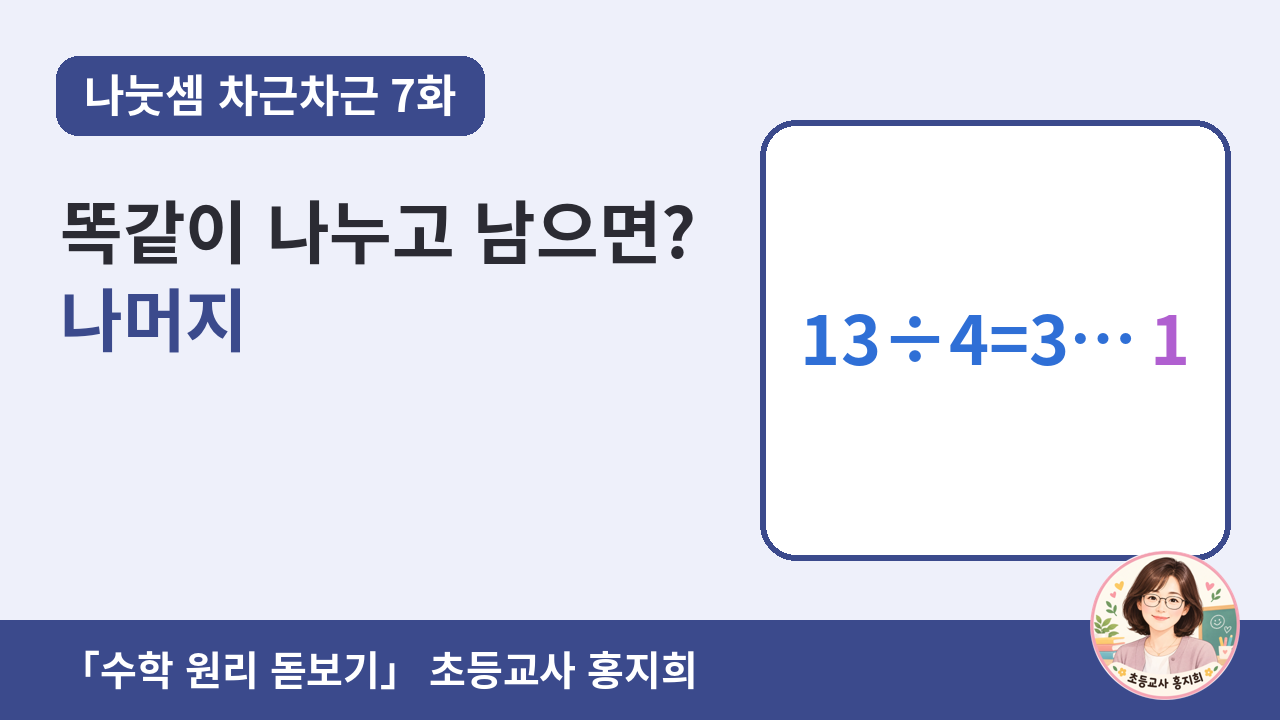 나눗셈 차근차근 7화
똑같이 나누고 남으면?
나머지
13÷4=3··· 1
「수학 원리 돋보기」 초등교사 홍지희
초등교사 홍지희